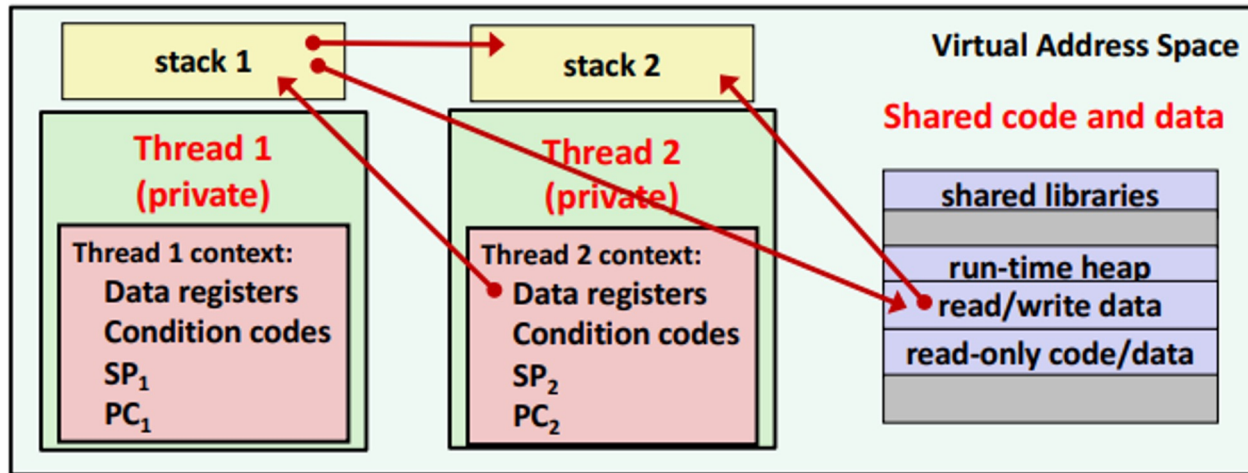 stack 1
stack 2
Virtual Address Space
Thread 1
(private)
Thread 1 context:
Data registers
Condition codes
SP₁
PC₁
Thread 2
(private)
Thread 2 context:
Data registers
Condition codes
SP₂
PC₂
Shared code and data
shared libraries
run-time heap
read/write data
read-only code/data